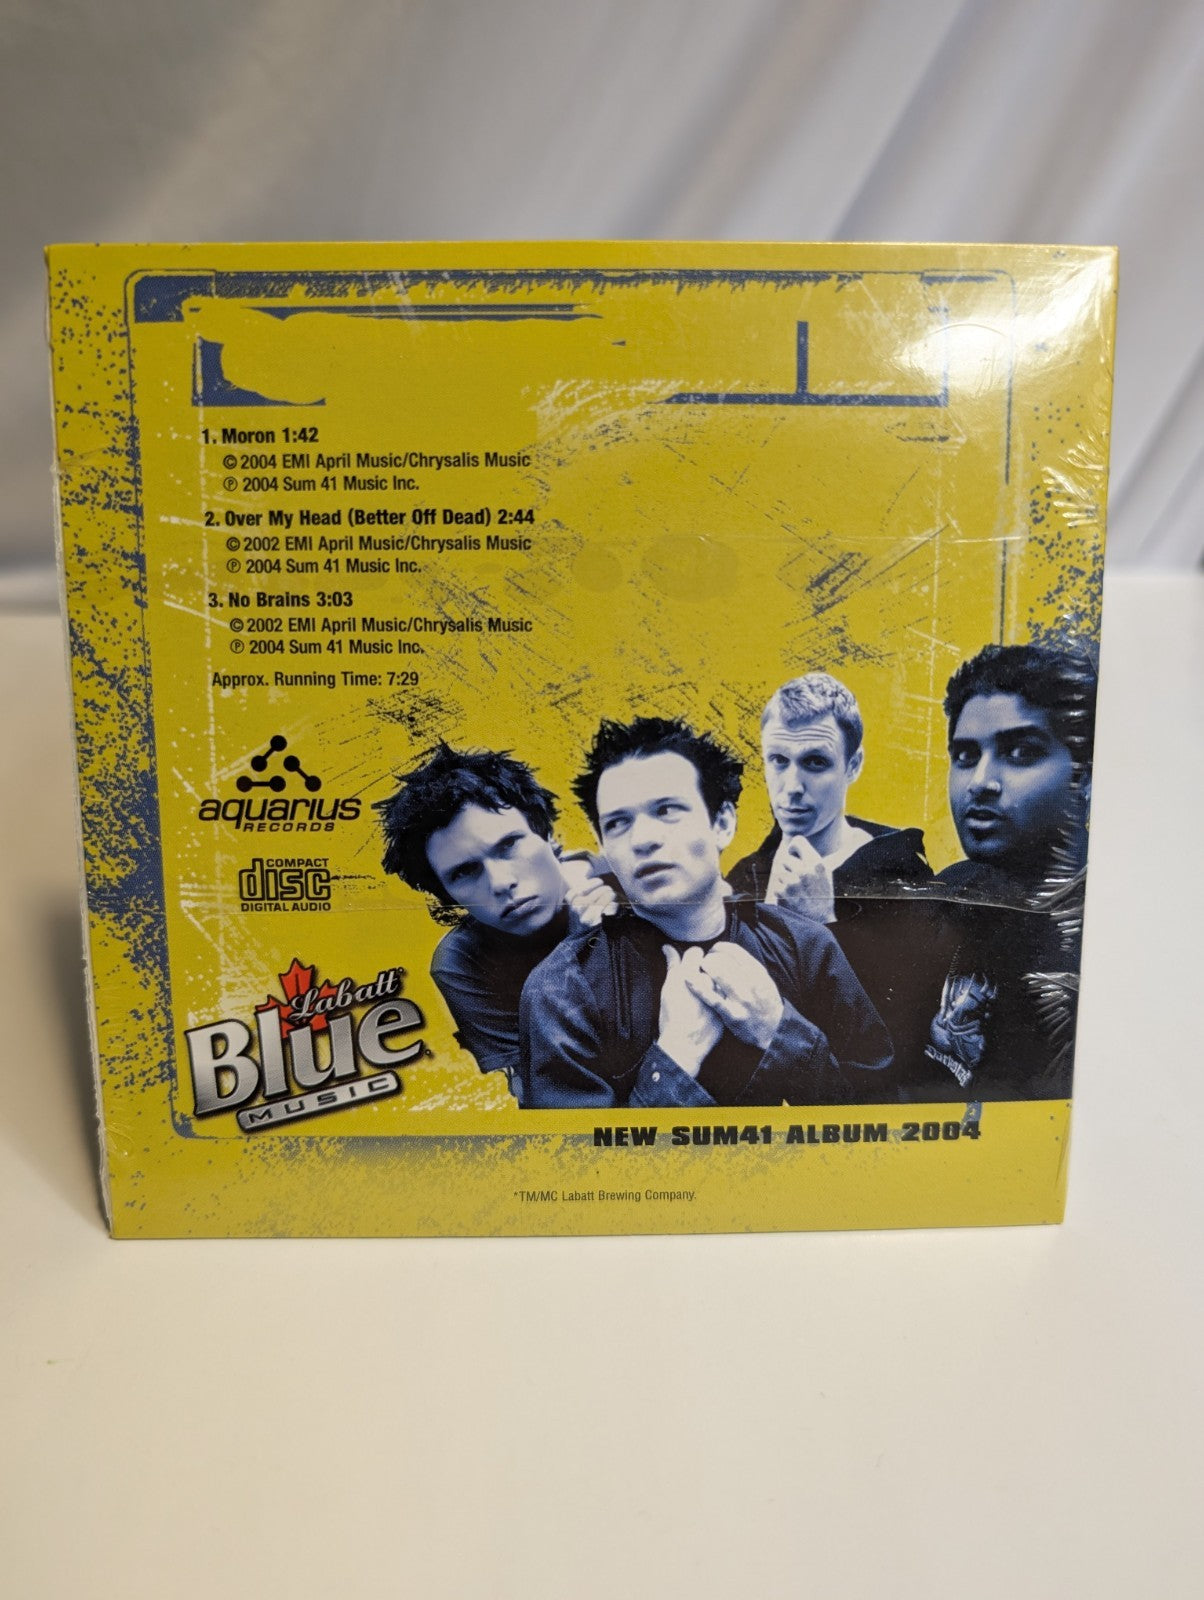 1. Moron 1:42
© 2004 EMI April Music/Chrysalis Music
℗ 2004 Sum 41 Music Inc.
2. Over My Head (Better Off Dead) 2:44
© 2002 EMI April Music/Chrysalis Music
℗ 2004 Sum 41 Music Inc.
3. No Brains 3:03
© 2002 EMI April Music/Chrysalis Music
℗ 2004 Sum 41 Music Inc.
Approx. Running Time: 7:29
aquarius
RECORDS
COMPACT
disc
DIGITAL AUDIO
Labatt
Blue
MUSIC
NEW SUM41 ALBUM 2004
*TM/MC Labatt Brewing Company.